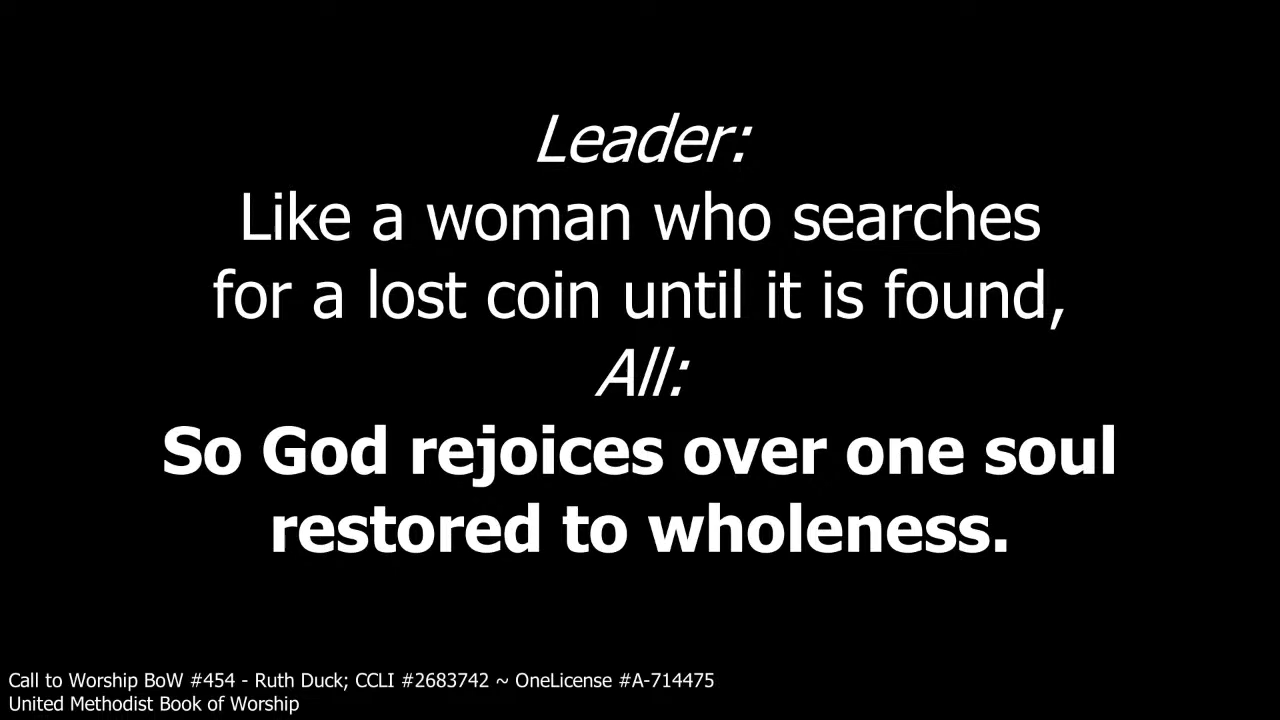 Leader:
Like a woman who searches
for a lost coin until it is found,
All:
So God rejoices over one soul
restored to wholeness.
Call to Worship BoW #454 - Ruth Duck; CCLI #2683742 ~ OneLicense #A-714475
United Methodist Book of Worship